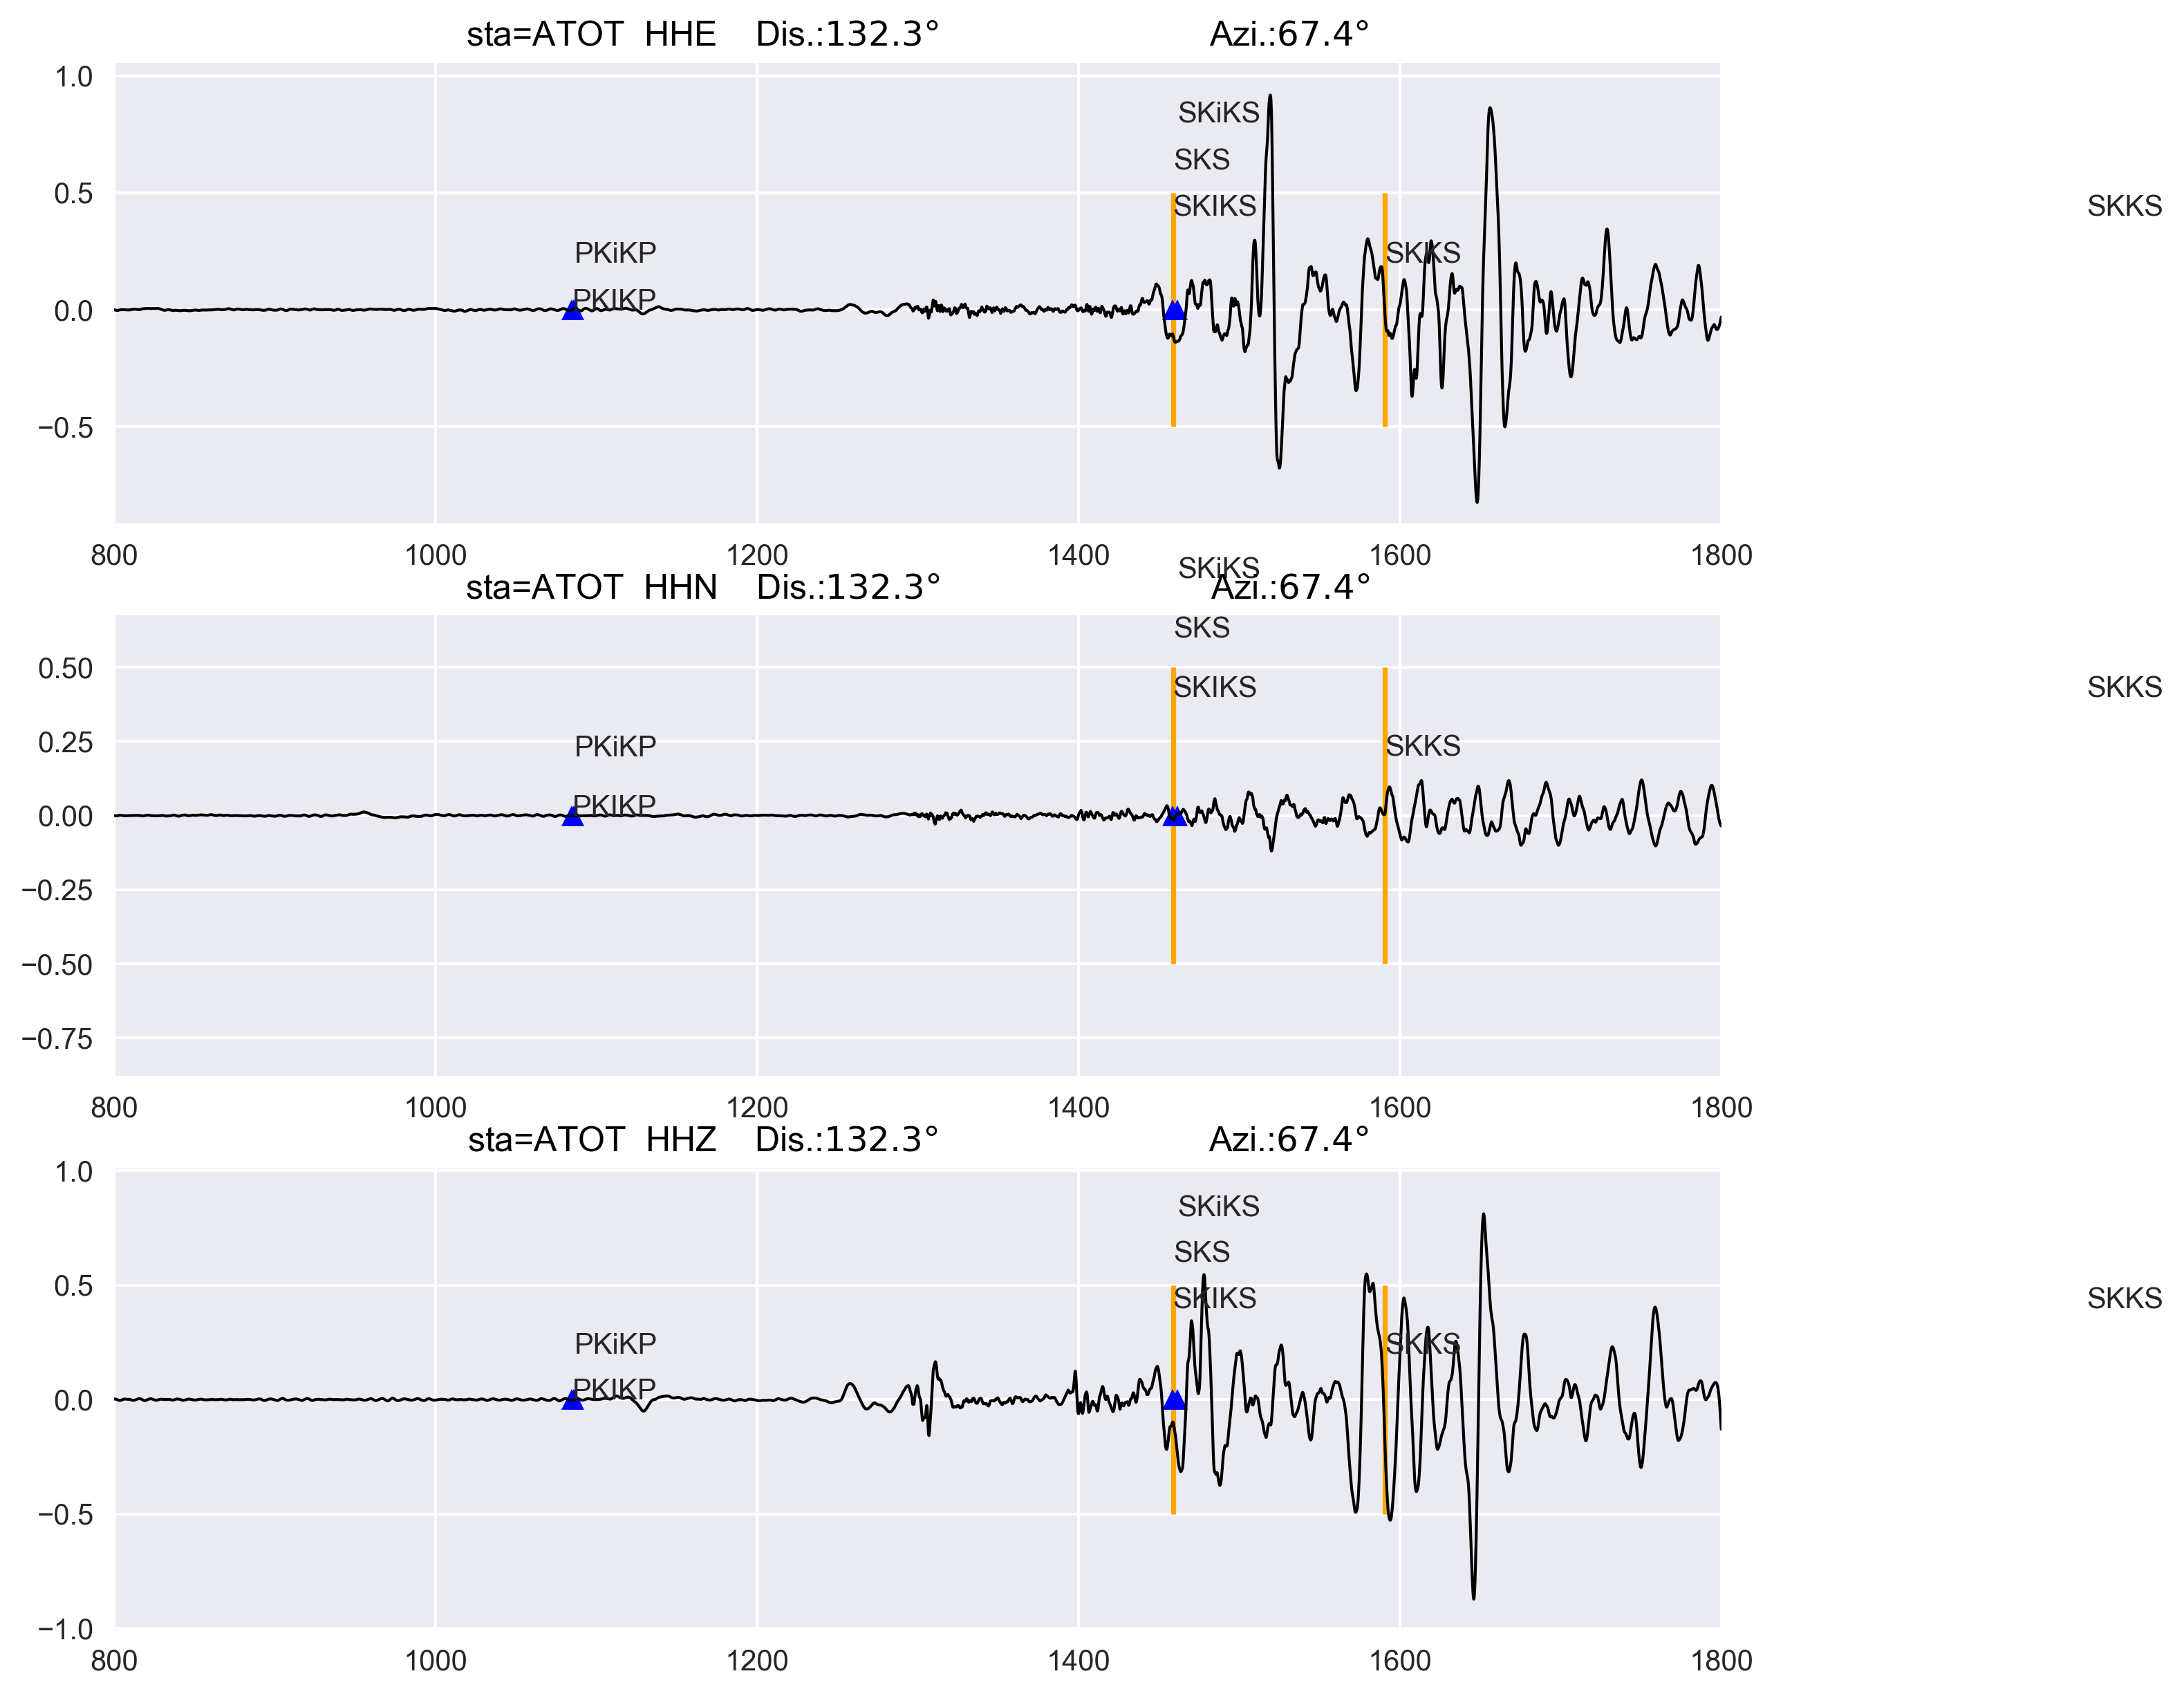 sta=ATOT HHE Dis.:132.3° Azi.:67.4°
1.0
SKiKS
SKS
0.5
SKIKS
SKKS
PKiKP
SKKS
PKIKP
0.0
−0.5
800 1000 1200 1400 1600 1800
SKiKS
sta=ATOT HHN Dis.:132.3° Azi.:67.4°
SKS
0.50
SKIKS
SKKS
0.25
PKiKP
SKKS
PKIKP
0.00
−0.25
−0.50
−0.75
800 1000 1200 1400 1600 1800
sta=ATOT HHZ Dis.:132.3° Azi.:67.4°
1.0
SKiKS
SKS
0.5
SKIKS
SKKS
PKiKP
SKKS
PKIKP
0.0
−0.5
−1.0
800 1000 1200 1400 1600 1800